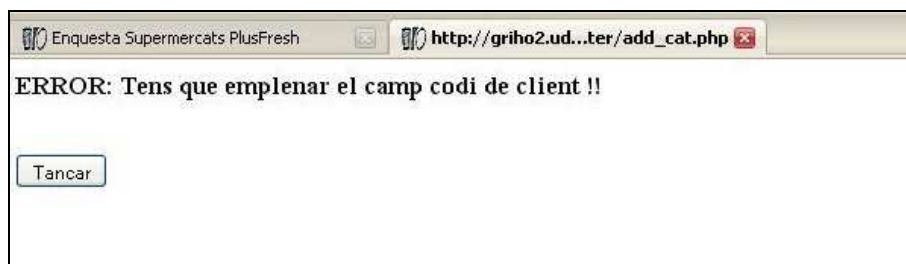 Enquesta Supermercats PlusFresh
http://griho2.ud...ter/add_cat.php
ERROR: Tens que emplenar el camp codi de client !!
Tancar